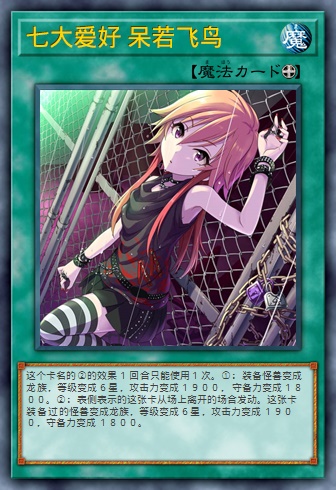 七大爱好 呆若飞鸟
魔
【魔法カード】
这个卡名的②的效果１回合只能使用１次。①：装备怪兽变成
龙族，等级变成６星，攻击力变成１９００，守备力变成１８
００。②：表侧表示的这张卡从场上离开的场合发动。这张卡
装备过的怪兽变成龙族，等级变成６星，攻击力变成１９０
０，守备力变成１８００。